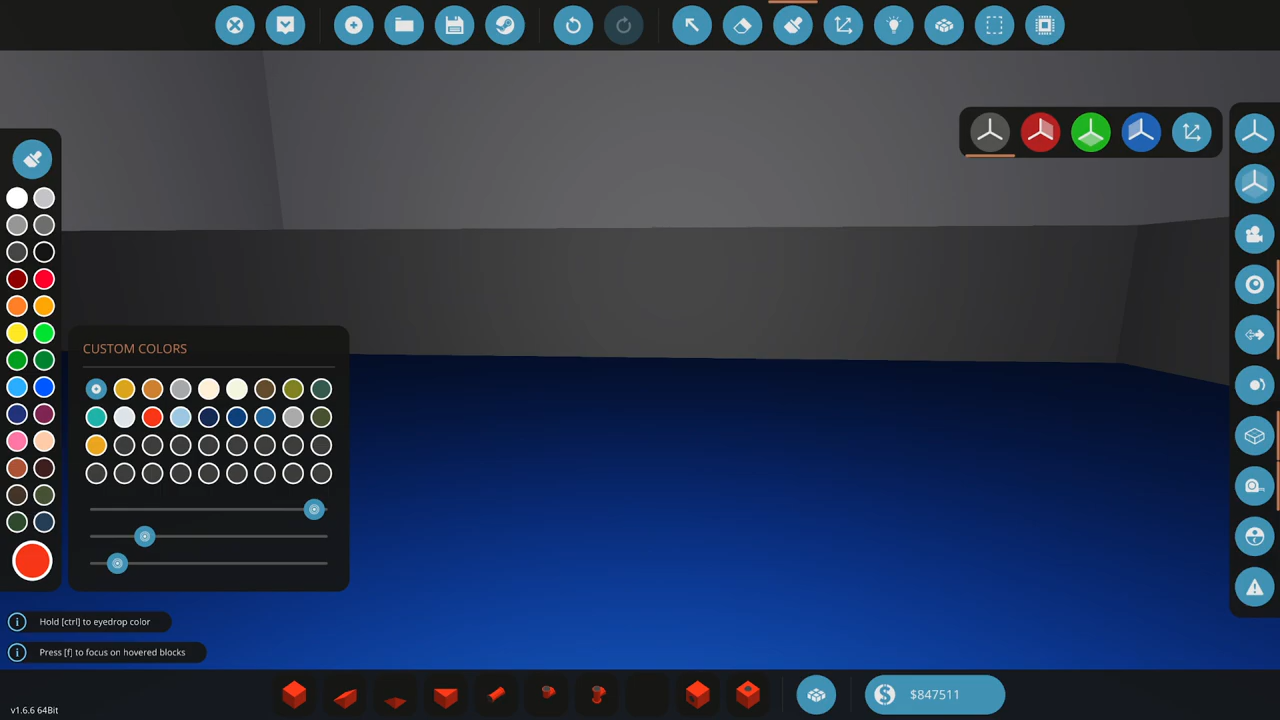 CUSTOM COLORS
Hold [ctrl] to eyedrop color
Press [f] to focus on hovered blocks
$847511
v1.6.6 64Bit